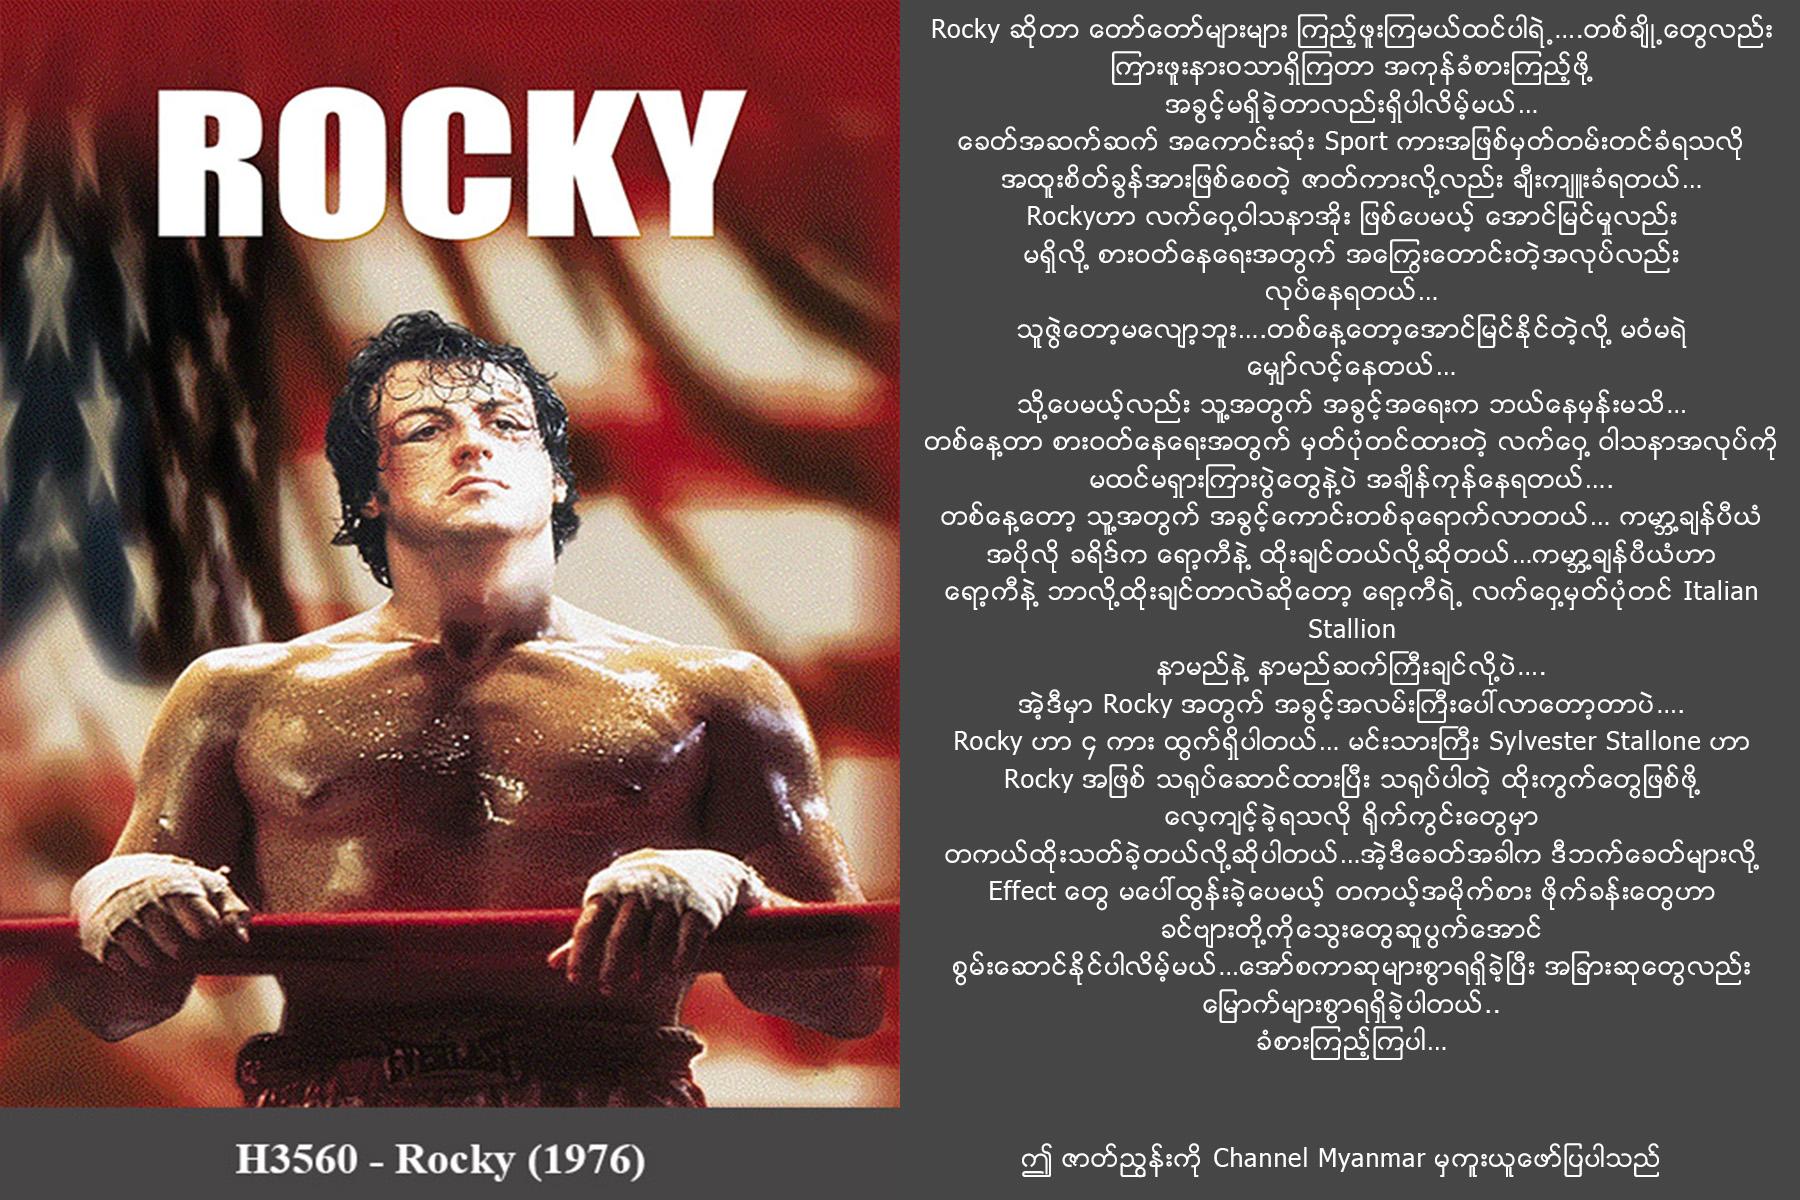 ROCKY
H3560 - Rocky (1976)
Rocky ဆိုတာ တော်တော်များများ ကြည့်ဖူးကြမယ်ထင်ပါရဲ့....တစ်ချို့တွေလည်း
ကြားဖူးနားဝသာရှိကြတာ အကုန်ခံစားကြည့်ဖို့
အခွင့်မရှိခဲ့တာလည်းရှိပါလိမ့်မယ်...
ခေတ်အဆက်ဆက် အကောင်းဆုံး Sport ကားအဖြစ်မှတ်တမ်းတင်ခံရသလို
အထူးစိတ်ခွန်အားဖြစ်စေတဲ့ ဇာတ်ကားလို့လည်း ချီးကျူးခံရတယ်...
Rockyဟာ လက်ဝှေ့ဝါသနာအိုး ဖြစ်ပေမယ့် အောင်မြင်မှုလည်း
မရှိလို့ စားဝတ်နေရေးအတွက် အကြွေးတောင်းတဲ့အလုပ်လည်း
လုပ်နေရတယ်...
သူဇွဲတော့မလျော့ဘူး....တစ်နေ့တော့အောင်မြင်နိုင်တဲ့လို့ မဝံမရဲ
မျှော်လင့်နေတယ်...
သို့ပေမယ့်လည်း သူ့အတွက် အခွင့်အရေးက ဘယ်နေမှန်းမသိ...
တစ်နေ့တာ စားဝတ်နေရေးအတွက် မှတ်ပုံတင်ထားတဲ့ လက်ဝှေ့ ဝါသနာအလုပ်ကို
မထင်မရှားကြားပွဲတွေနဲ့ပဲ အချိန်ကုန်နေရတယ်....
တစ်နေ့တော့ သူ့အတွက် အခွင့်ကောင်းတစ်ခုရောက်လာတယ်... ကမ္ဘာ့ချန်ပီယံ
အပိုလို ခရိဒ်က ရော့ကီနဲ့ ထိုးချင်တယ်လို့ဆိုတယ်...ကမ္ဘာ့ချန်ပီယံဟာ
ရော့ကီနဲ့ ဘာလို့ထိုးချင်တာလဲဆိုတော့ ရော့ကီရဲ့ လက်ဝှေ့မှတ်ပုံတင် Italian
Stallion
နာမည်နဲ့ နာမည်ဆက်ကြီးချင်လို့ပဲ....
အဲ့ဒီမှာ Rocky အတွက် အခွင့်အလမ်းကြီးပေါ်လာတော့တာပဲ....
Rocky ဟာ ၄ ကား ထွက်ရှိပါတယ်... မင်းသားကြီး Sylvester Stallone ဟာ
Rocky အဖြစ် သရုပ်ဆောင်ထားပြီး သရုပ်ပါတဲ့ ထိုးကွက်တွေဖြစ်ဖို့
လေ့ကျင့်ခဲ့ရသလို ရိုက်ကွင်းတွေမှာ
တကယ်ထိုးသတ်ခဲ့တယ်လို့ဆိုပါတယ်...အဲ့ဒီခေတ်အခါက ဒီဘက်ခေတ်များလို့
Effect တွေ မပေါ်ထွန်းခဲ့ပေမယ့် တကယ့်အမိုက်စား ဖိုက်ခန်းတွေဟာ
ခင်ဗျားတို့ကိုသွေးတွေဆူပွက်အောင်
စွမ်းဆောင်နိုင်ပါလိမ့်မယ်...အော်စကာဆုများစွာရရှိခဲ့ပြီး အခြားဆုတွေလည်း
မြောက်များစွာရရှိခဲ့ပါတယ်..
ခံစားကြည့်ကြပါ...
ဤ ဇာတ်ညွှန်းကို Channel Myanmar မှကူးယူဖော်ပြပါသည်